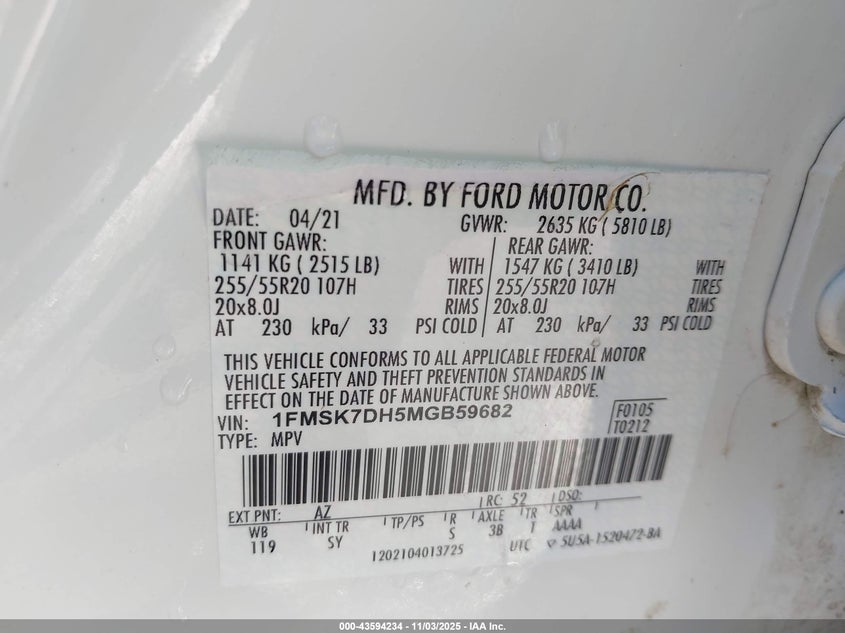 MFD. BY FORD MOTOR CO.
DATE: 04/21 GVWR: 2635 KG ( 5810 LB)
FRONT GAWR: REAR GAWR:
1141 KG ( 2515 LB) WITH 1547 KG ( 3410 LB) WITH
255/55R20 107H TIRES 255/55R20 107H TIRES
20x8.0J RIMS 20x8.0J RIMS
AT 230 kPa/ 33 PSI COLD AT 230 kPa/ 33 PSI COLD
THIS VEHICLE CONFORMS TO ALL APPLICABLE FEDERAL MOTOR
VEHICLE SAFETY AND THEFT PREVENTION STANDARDS IN
EFFECT ON THE DATE OF MANUFACTURE SHOWN ABOVE.
VIN: 1FMSK7DH5MGB59682 F0105
TYPE: MPV T0212
EXT PNT: AZ RC: 52 DSO:
WB INT TR TP/PS R AXLE TR SPR
119 SY S 3B 1 AAAA
1202104013725 UTC 5U5A-1520472-BA
000-43594234 - 11/03/2025 - IAA Inc.